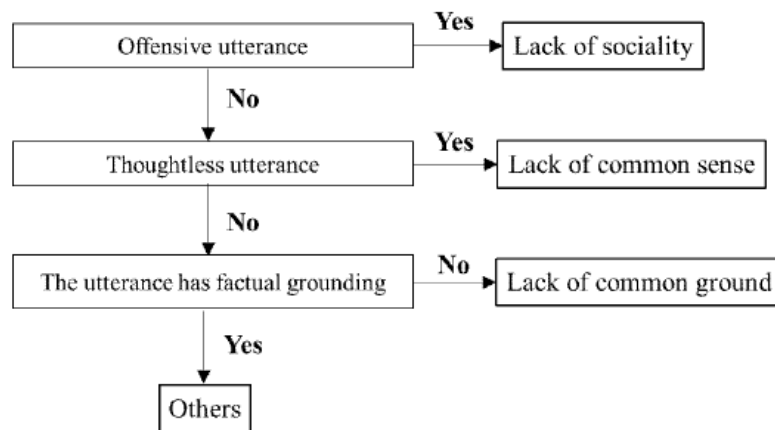 Offensive utterance
Yes
Lack of sociality
No
Thoughtless utterance
Yes
Lack of common sense
No
The utterance has factual grounding
No
Lack of common ground
Yes
Others